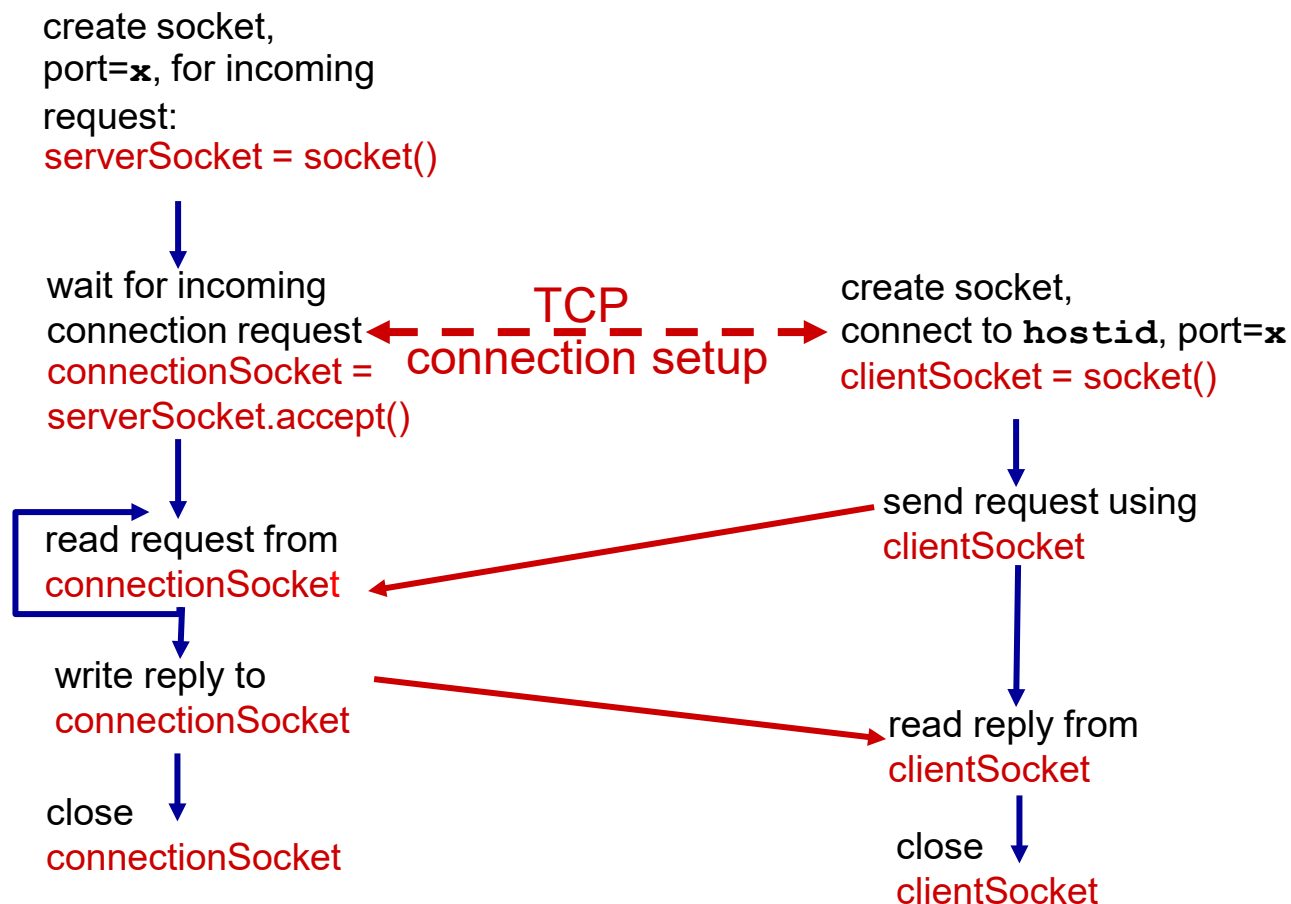 create socket,
port=x, for incoming
request:
serverSocket = socket()
wait for incoming
connection request
connectionSocket =
serverSocket.accept()
TCP
connection setup
create socket,
connect to hostid, port=x
clientSocket = socket()
send request using
clientSocket
read request from
connectionSocket
write reply to
connectionSocket
read reply from
clientSocket
close
connectionSocket
close
clientSocket